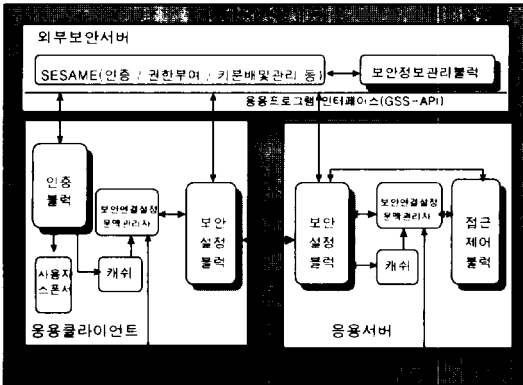 외부보안서버
SESAME(인증 / 권한부여 / 키분배및관리 등)
보안정보관리블럭
응용프로그램 인터페이스(GSS-API)
인증
블럭
보안연결설정
문맥관리자
보안
설정
블럭
사용자
스폰서
캐쉬
응용클라이언트
보안
설정
블럭
보안연결설정
문맥관리자
접근
제어
블럭
캐쉬
응용서버